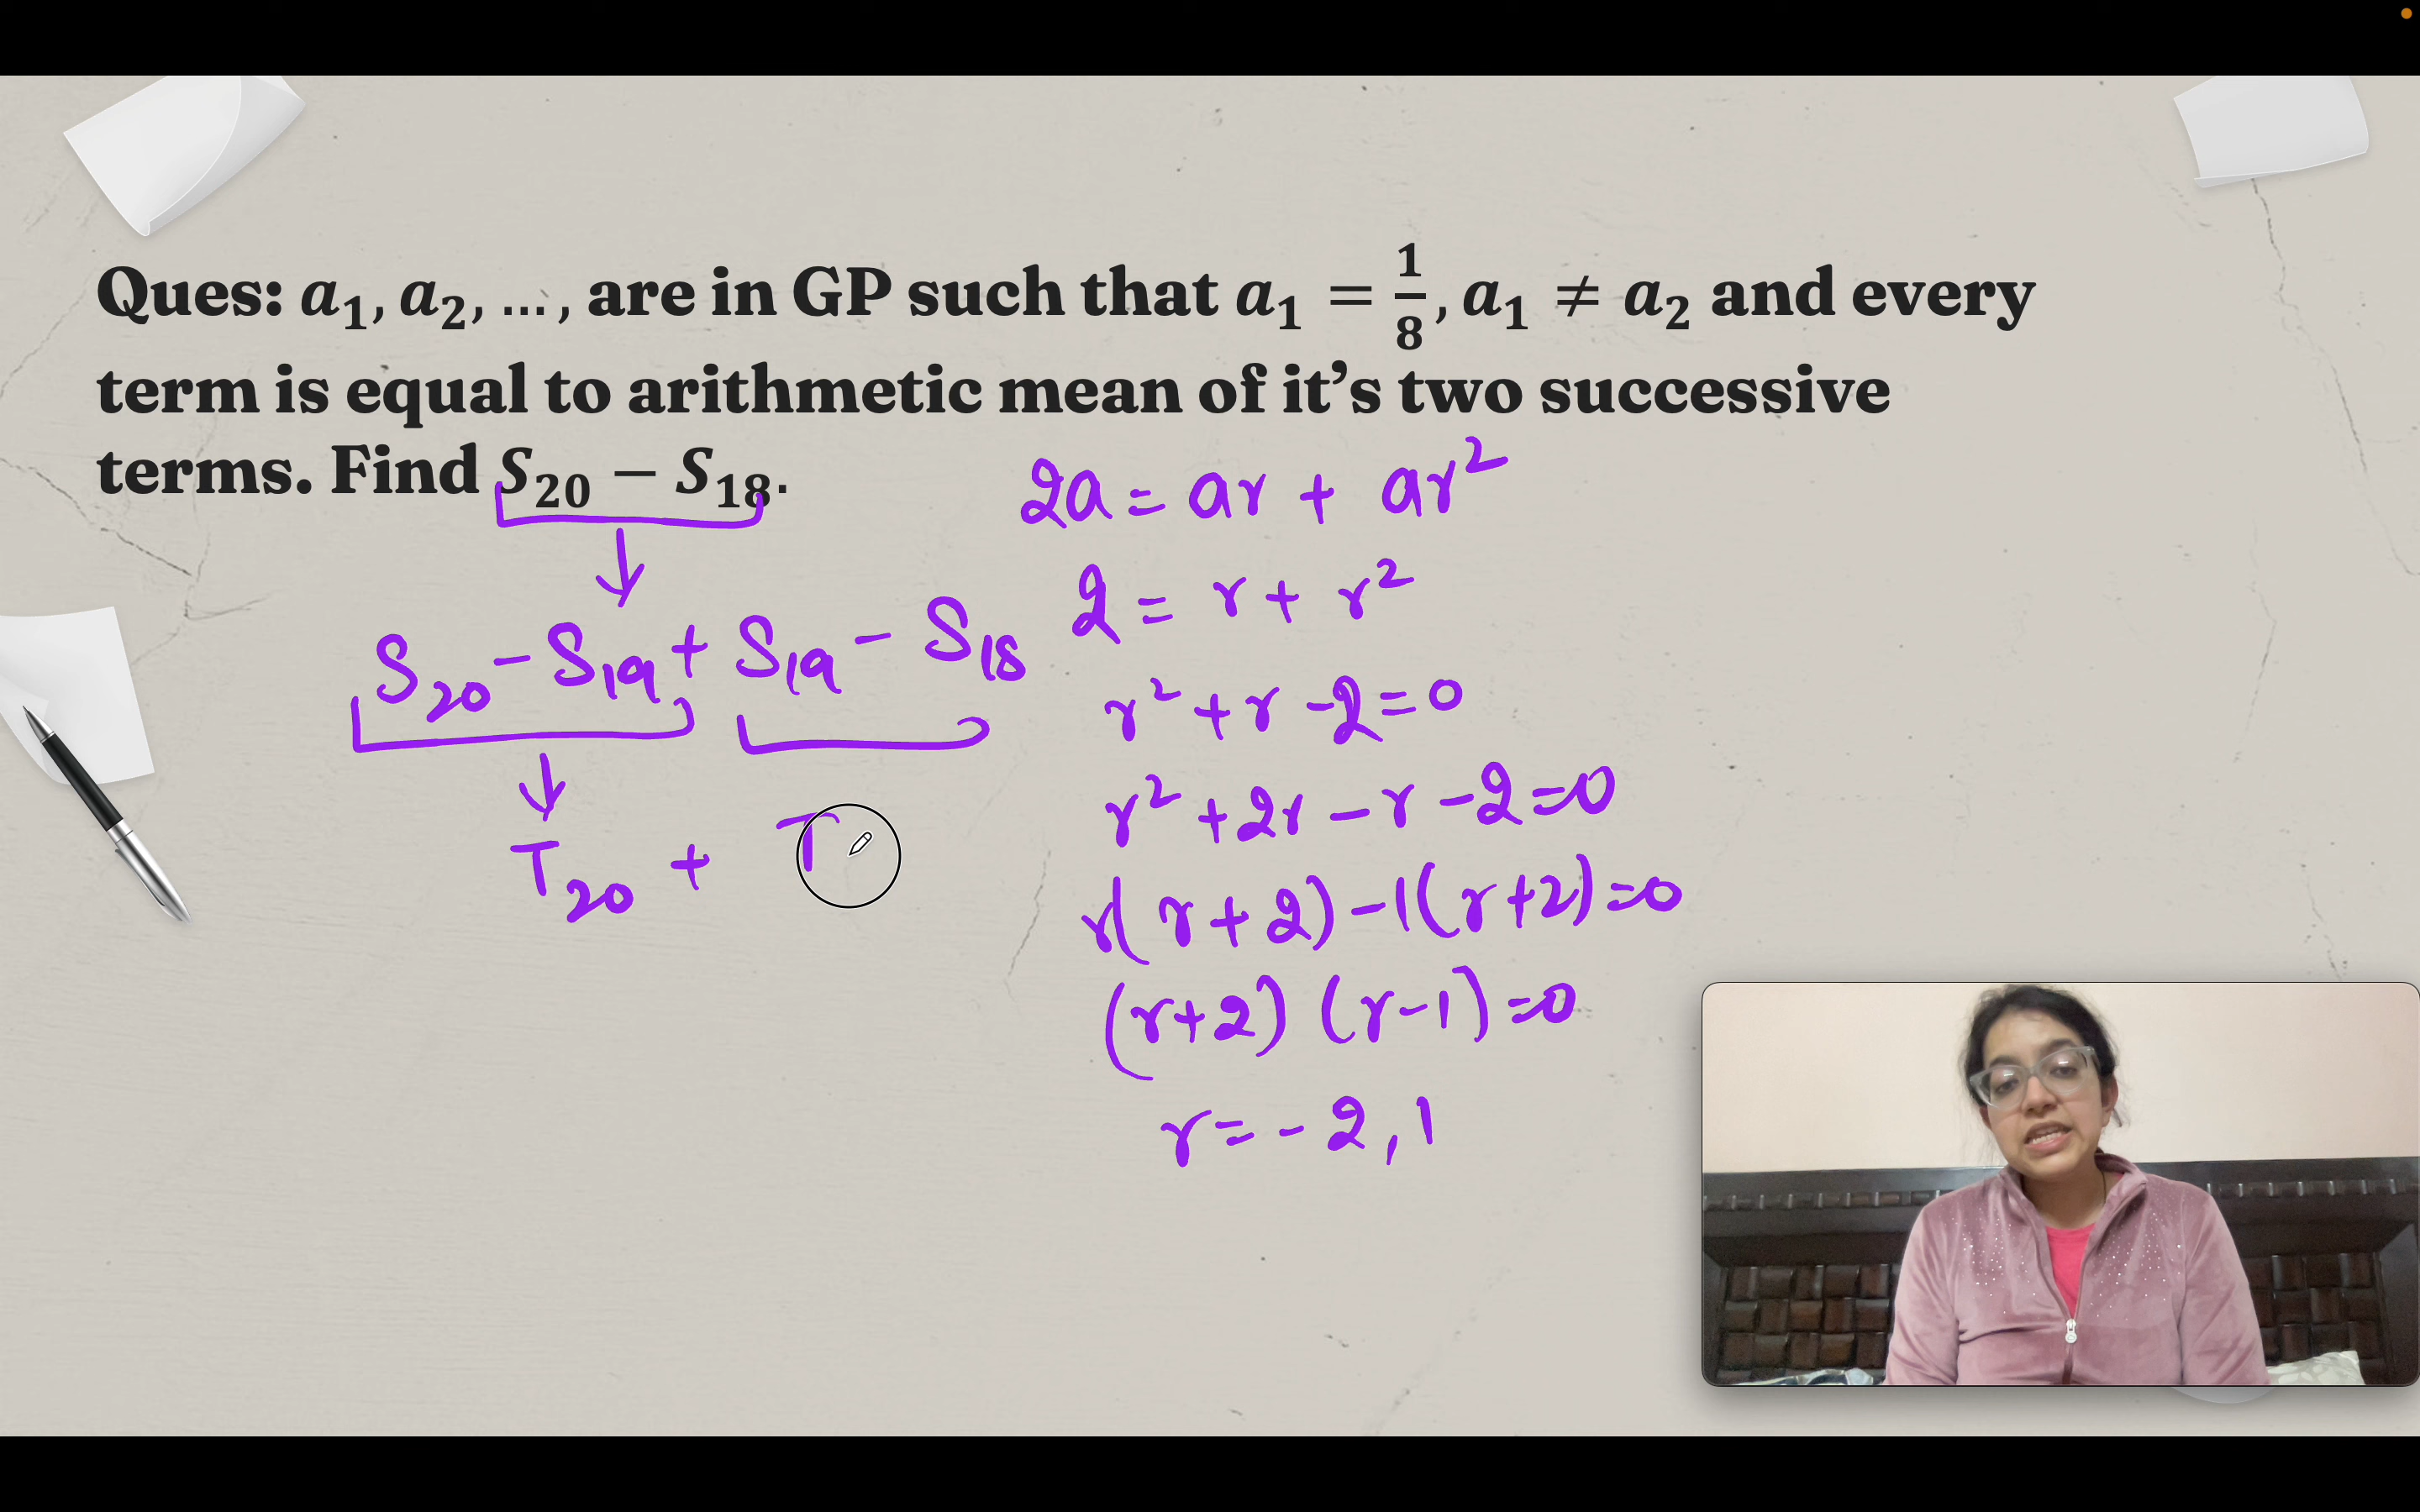 Ques: a₁, a₂, ... , are in GP such that a₁ = 1/8, a₁ ≠ a₂ and every
term is equal to arithmetic mean of it’s two successive
terms. Find S₂₀ − S₁₈.
S₂₀ - S₁₉ + S₁₉ - S₁₈
T₂₀ + T
2a = ar + ar²
2 = r + r²
r² + r - 2 = 0
r² + 2r - r - 2 = 0
r(r + 2) - 1(r + 2) = 0
(r + 2) (r - 1) = 0
r = - 2, 1